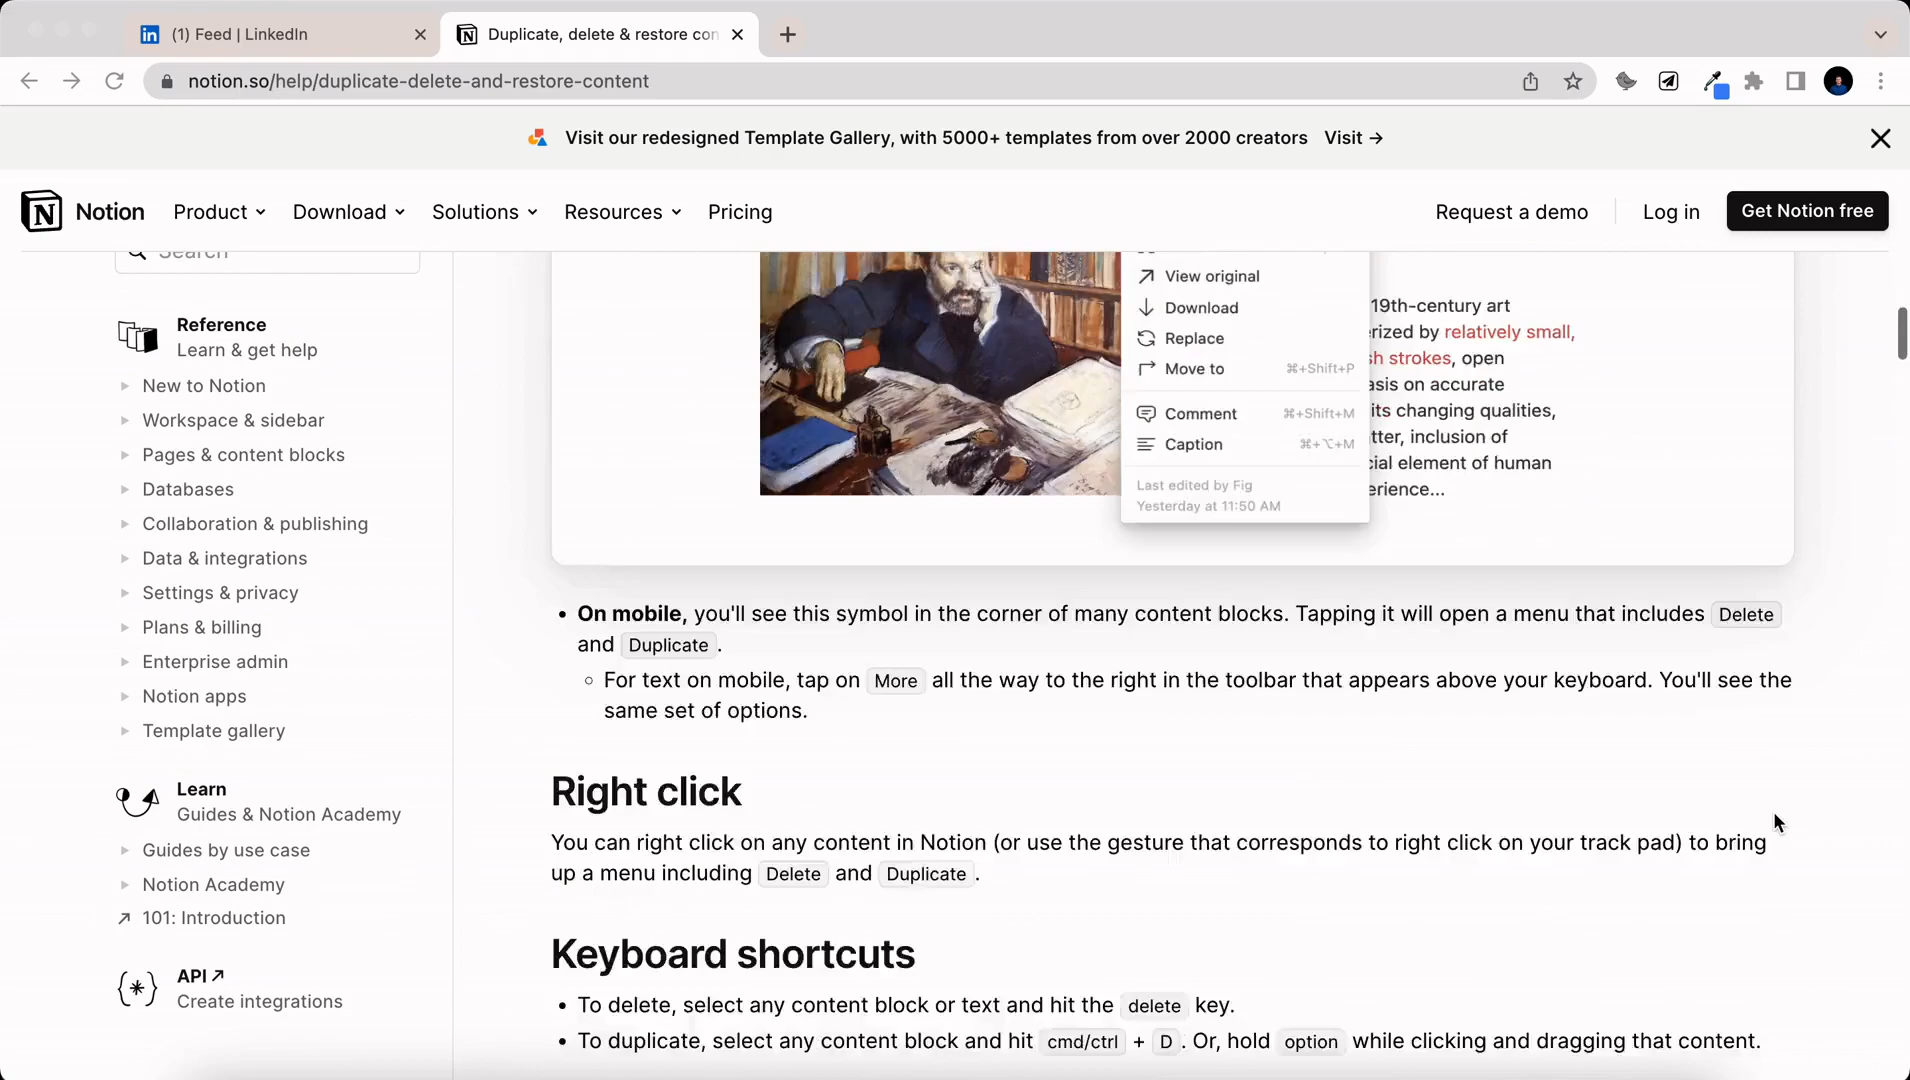 (1) Feed | LinkedIn
Duplicate, delete & restore con
notion.so/help/duplicate-delete-and-restore-content
Visit our redesigned Template Gallery, with 5000+ templates from over 2000 creators Visit →
Notion Product Download Solutions Resources Pricing Request a demo Log in Get Notion free
Search
Reference
Learn & get help
New to Notion
Workspace & sidebar
Pages & content blocks
Databases
Collaboration & publishing
Data & integrations
Settings & privacy
Plans & billing
Enterprise admin
Notion apps
Template gallery
Learn
Guides & Notion Academy
Guides by use case
Notion Academy
↗ 101: Introduction
API ↗
Create integrations
View original
Download
Replace
Move to ⌘+Shift+P
Comment ⌘+Shift+M
Caption ⌘+⌥+M
Last edited by Fig
Yesterday at 11:50 AM
19th-century art
erized by relatively small,
sh strokes, open
asis on accurate
its changing qualities,
tter, inclusion of
cial element of human
erience...
• On mobile, you'll see this symbol in the corner of many content blocks. Tapping it will open a menu that includes Delete
and Duplicate.
◦ For text on mobile, tap on More all the way to the right in the toolbar that appears above your keyboard. You'll see the
same set of options.
Right click
You can right click on any content in Notion (or use the gesture that corresponds to right click on your track pad) to bring
up a menu including Delete and Duplicate.
Keyboard shortcuts
• To delete, select any content block or text and hit the delete key.
• To duplicate, select any content block and hit cmd/ctrl + D. Or, hold option while clicking and dragging that content.